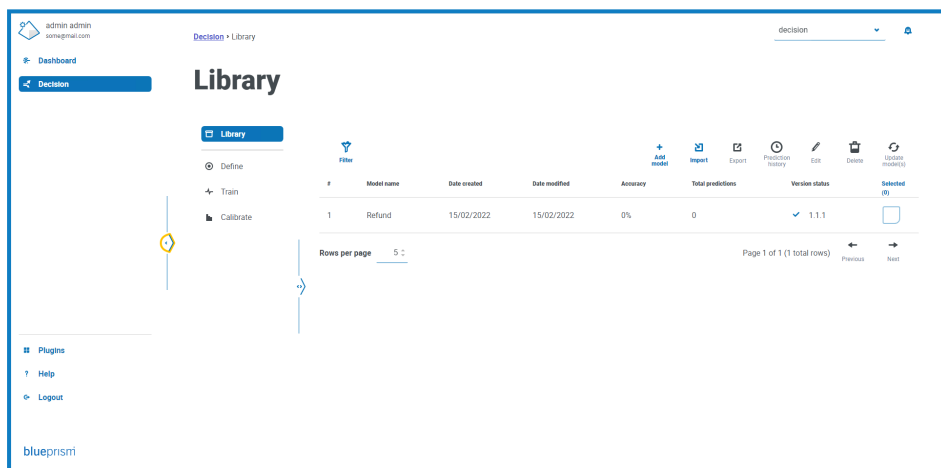 admin admin
some@mail.com
Dashboard
Decision
Plugins
? Help
Logout
blueprism
Decision > Library
decision
Library
Library
Define
Train
Calibrate
Filter
Add
model
Import
Export
Prediction
history
Edit
Delete
Update
model(s)
# Model name Date created Date modified Accuracy Total predictions Version status Selected
(0)
1 Refund 15/02/2022 15/02/2022 0% 0 1.1.1
Rows per page 5
Page 1 of 1 (1 total rows)
Previous
Next